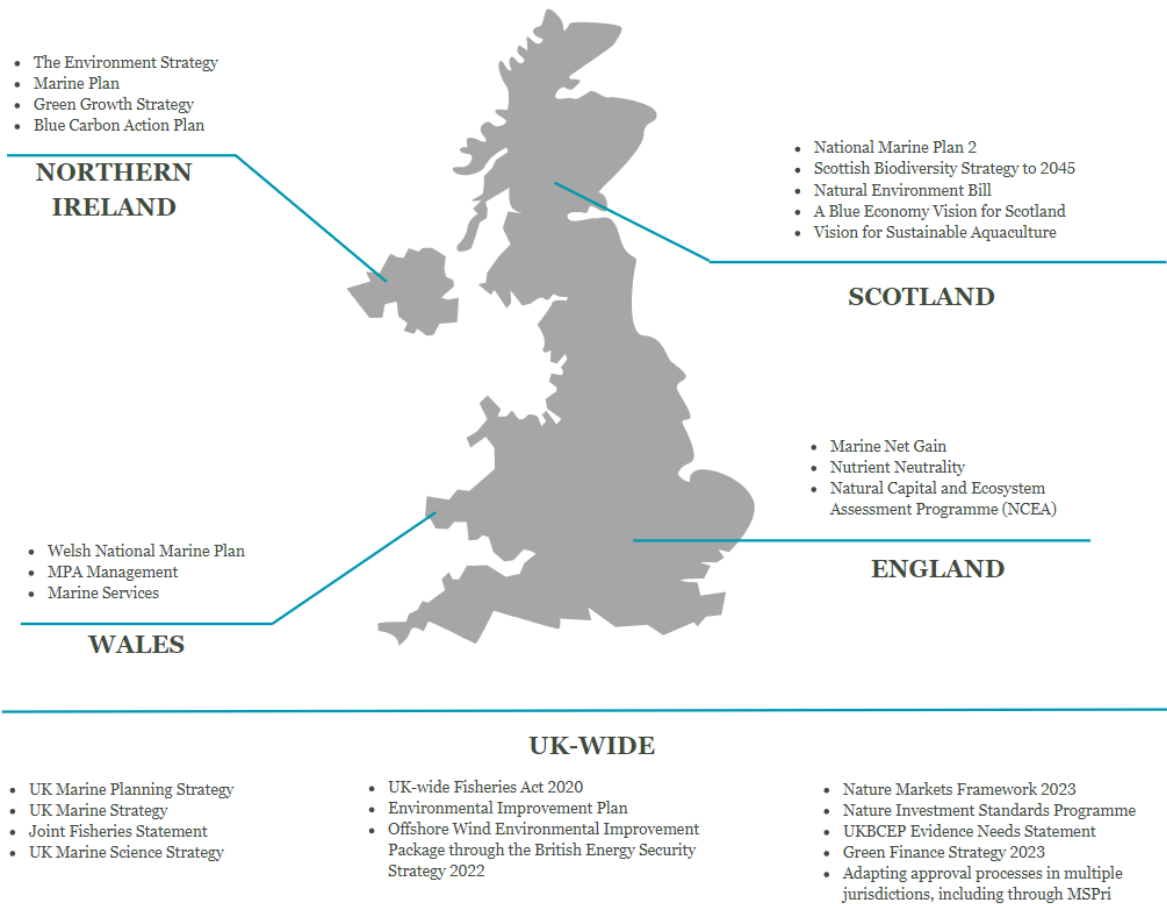 • The Environment Strategy
• Marine Plan
• Green Growth Strategy
• Blue Carbon Action Plan
NORTHERN
IRELAND
• National Marine Plan 2
• Scottish Biodiversity Strategy to 2045
• Natural Environment Bill
• A Blue Economy Vision for Scotland
• Vision for Sustainable Aquaculture
SCOTLAND
• Marine Net Gain
• Nutrient Neutrality
• Natural Capital and Ecosystem
Assessment Programme (NCEA)
ENGLAND
• Welsh National Marine Plan
• MPA Management
• Marine Services
WALES
UK-WIDE
• UK Marine Planning Strategy
• UK Marine Strategy
• Joint Fisheries Statement
• UK Marine Science Strategy
• UK-wide Fisheries Act 2020
• Environmental Improvement Plan
• Offshore Wind Environmental Improvement
Package through the British Energy Security
Strategy 2022
• Nature Markets Framework 2023
• Nature Investment Standards Programme
• UKBCEP Evidence Needs Statement
• Green Finance Strategy 2023
• Adapting approval processes in multiple
jurisdictions, including through MSPri